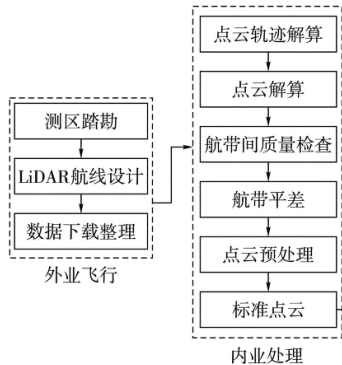 测区踏勘
LiDAR航线设计
数据下载整理
外业飞行
点云轨迹解算
点云解算
航带间质量检查
航带平差
点云预处理
标准点云
内业处理